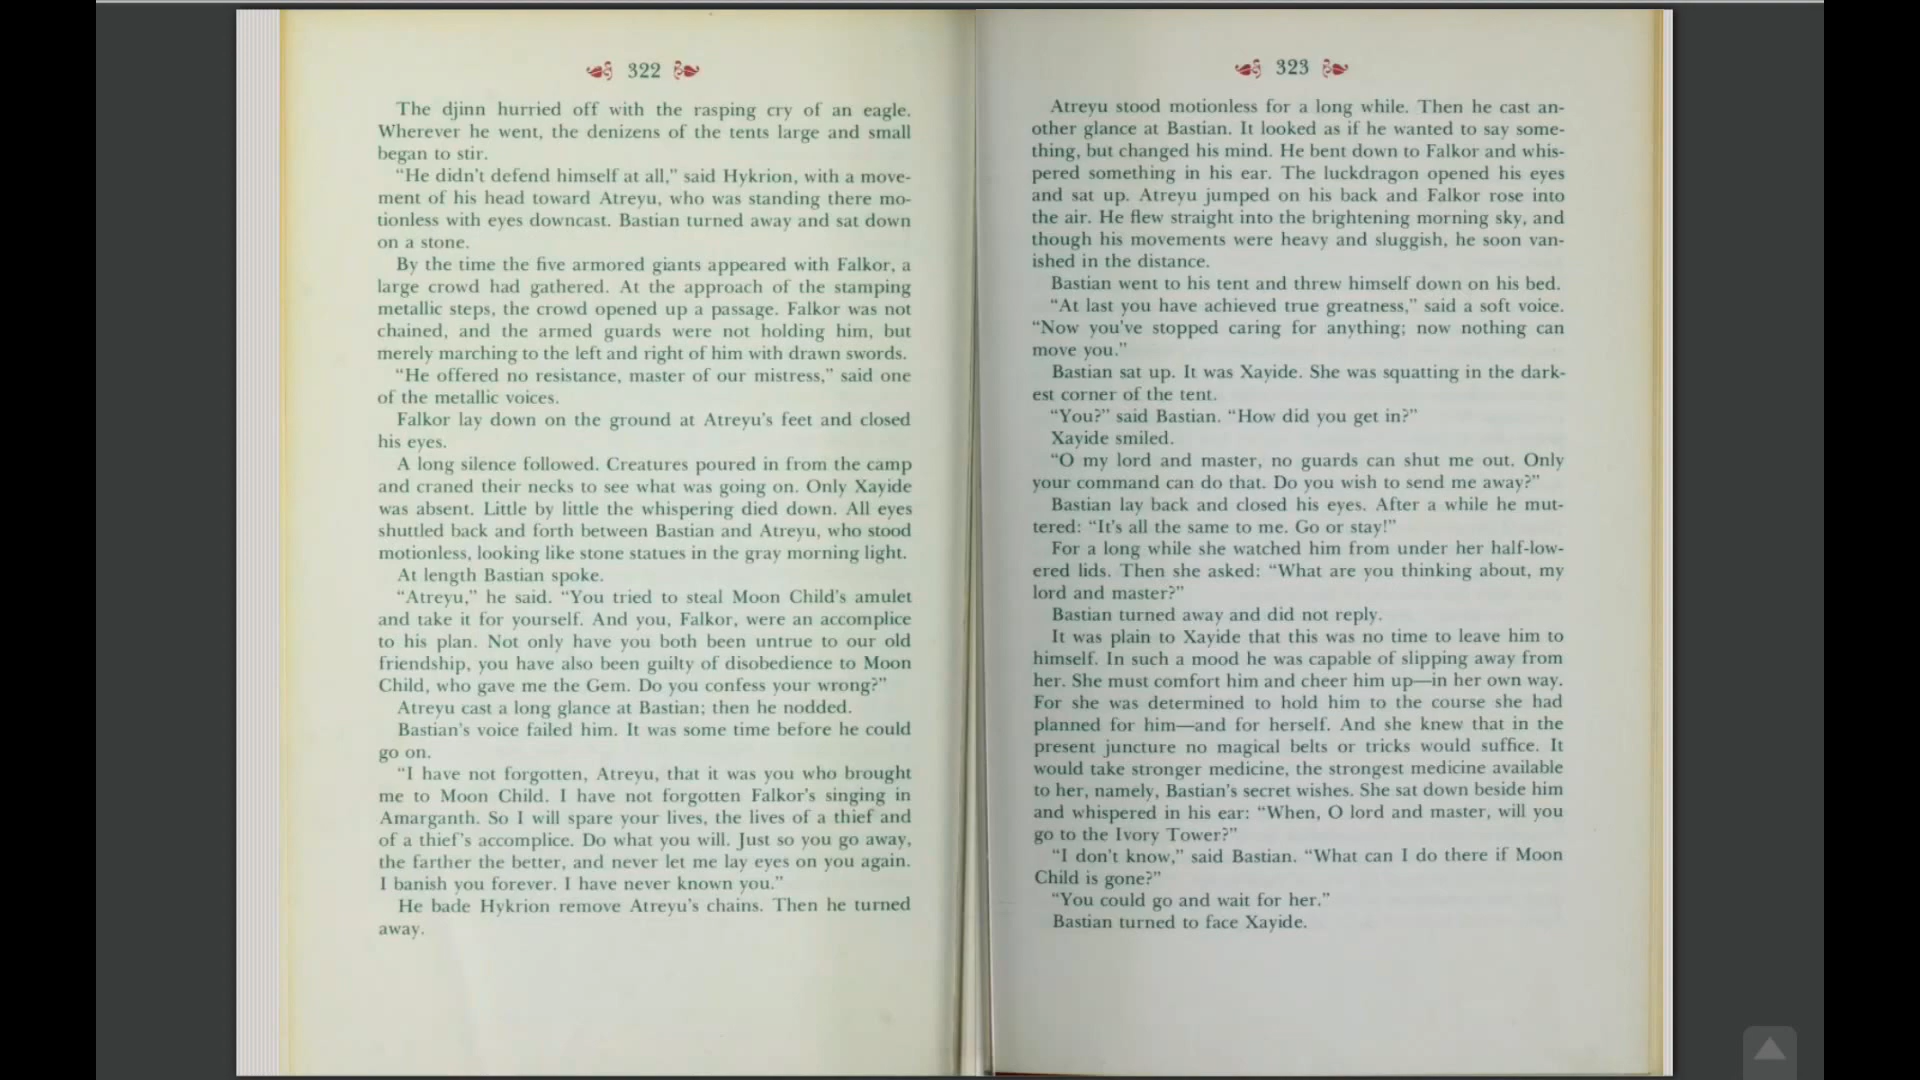 322
The djinn hurried off with the rasping cry of an eagle.
Wherever he went, the denizens of the tents large and small
began to stir.
“He didn't defend himself at all,” said Hykrion, with a move-
ment of his head toward Atreyu, who was standing there mo-
tionless with eyes downcast. Bastian turned away and sat down
on a stone.
By the time the five armored giants appeared with Falkor, a
large crowd had gathered. At the approach of the stamping
metallic steps, the crowd opened up a passage. Falkor was not
chained, and the armed guards were not holding him, but
merely marching to the left and right of him with drawn swords.
“He offered no resistance, master of our mistress,” said one
of the metallic voices.
Falkor lay down on the ground at Atreyu's feet and closed
his eyes.
A long silence followed. Creatures poured in from the camp
and craned their necks to see what was going on. Only Xayide
was absent. Little by little the whispering died down. All eyes
shuttled back and forth between Bastian and Atreyu, who stood
motionless, looking like stone statues in the gray morning light.
At length Bastian spoke.
“Atreyu,” he said. “You tried to steal Moon Child's amulet
and take it for yourself. And you, Falkor, were an accomplice
to his plan. Not only have you both been untrue to our old
friendship, you have also been guilty of disobedience to Moon
Child, who gave me the Gem. Do you confess your wrong?”
Atreyu cast a long glance at Bastian; then he nodded.
Bastian's voice failed him. It was some time before he could
go on.
“I have not forgotten, Atreyu, that it was you who brought
me to Moon Child. I have not forgotten Falkor's singing in
Amarganth. So I will spare your lives, the lives of a thief and
of a thief's accomplice. Do what you will. Just so you go away,
the farther the better, and never let me lay eyes on you again.
I banish you forever. I have never known you.”
He bade Hykrion remove Atreyu's chains. Then he turned
away.
323
Atreyu stood motionless for a long while. Then he cast an-
other glance at Bastian. It looked as if he wanted to say some-
thing, but changed his mind. He bent down to Falkor and whis-
pered something in his ear. The luckdragon opened his eyes
and sat up. Atreyu jumped on his back and Falkor rose into
the air. He flew straight into the brightening morning sky, and
though his movements were heavy and sluggish, he soon van-
ished in the distance.
Bastian went to his tent and threw himself down on his bed.
“At last you have achieved true greatness,” said a soft voice.
“Now you've stopped caring for anything; now nothing can
move you.”
Bastian sat up. It was Xayide. She was squatting in the dark-
est corner of the tent.
“You?” said Bastian. “How did you get in?”
Xayide smiled.
“O my lord and master, no guards can shut me out. Only
your command can do that. Do you wish to send me away?”
Bastian lay back and closed his eyes. After a while he mut-
tered: “It's all the same to me. Go or stay!”
For a long while she watched him from under her half-low-
ered lids. Then she asked: “What are you thinking about, my
lord and master?”
Bastian turned away and did not reply.
It was plain to Xayide that this was no time to leave him to
himself. In such a mood he was capable of slipping away from
her. She must comfort him and cheer him up—in her own way.
For she was determined to hold him to the course she had
planned for him—and for herself. And she knew that in the
present juncture no magical belts or tricks would suffice. It
would take stronger medicine, the strongest medicine available
to her, namely, Bastian's secret wishes. She sat down beside him
and whispered in his ear: “When, O lord and master, will you
go to the Ivory Tower?”
“I don't know,” said Bastian. “What can I do there if Moon
Child is gone?”
“You could go and wait for her.”
Bastian turned to face Xayide.